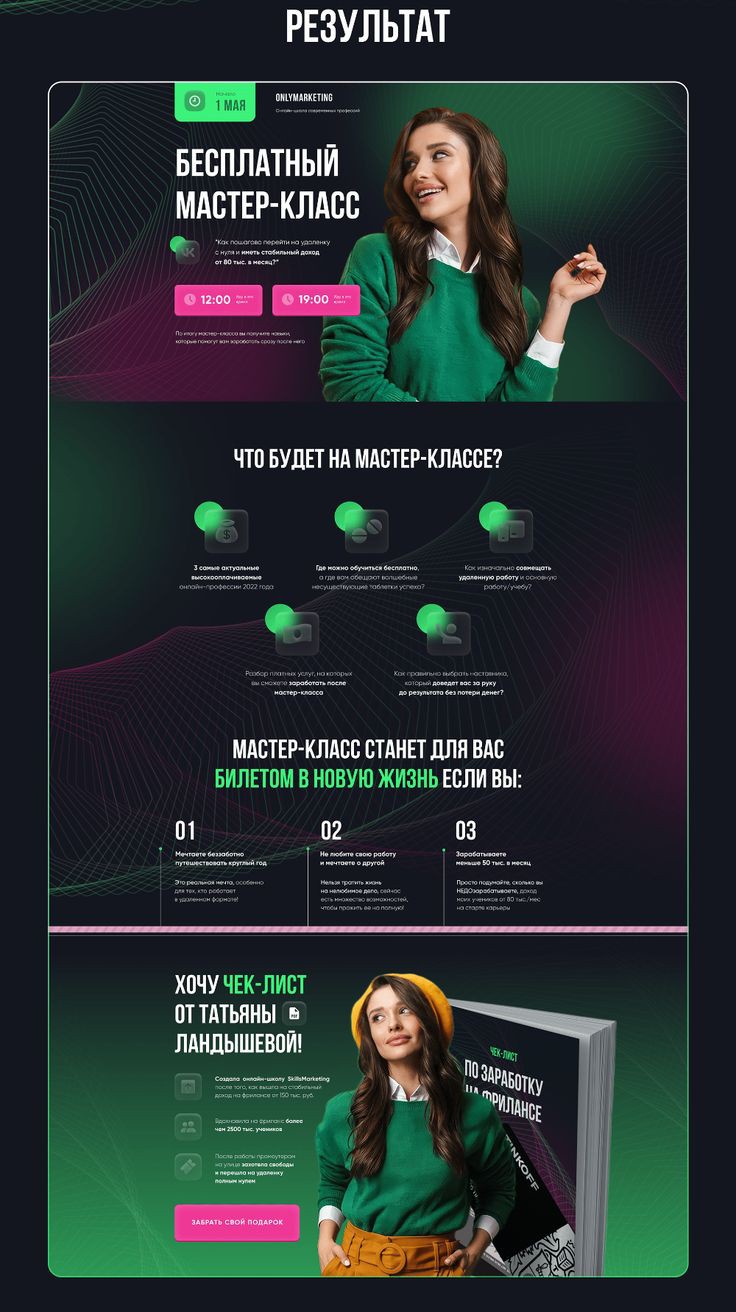 РЕЗУЛЬТАТ
Начало
1 МАЯ
ONLYMARKETING
Онлайн-школа современных профессий
БЕСПЛАТНЫЙ
МАСТЕР-КЛАСС
"Как пошагово перейти на удаленку
с нуля и иметь стабильный доход
от 80 тыс. в месяц?"
12:00
19:00
По итогу мастер-класса вы получите навыки,
которые помогут вам заработать сразу после него
ЧТО БУДЕТ НА МАСТЕР-КЛАССЕ?
3 самые актуальные
высокооплачиваемые
онлайн-профессии 2022 года
Где можно обучиться бесплатно,
а где вам обещают волшебные
несуществующие таблетки успеха?
Как изначально совмещать
удаленную работу и основную
работу/учебу?
Разбор платных услуг, на которых
вы сможете заработать после
мастер-класса
Как правильно выбрать наставника,
который доведет вас за руку
до результата без потери денег?
МАСТЕР-КЛАСС СТАНЕТ ДЛЯ ВАС
БИЛЕТОМ В НОВУЮ ЖИЗНЬ ЕСЛИ ВЫ:
01
Мечтаете беззаботно
путешествовать круглый год
Это реальная мечта, особенно
для тех, кто работает
в удаленном формате!
02
Не любите свою работу
и мечтаете о другой
Нельзя тратить жизнь
на нелюбимое дело, сейчас
есть множество возможностей,
чтобы прожить ее на полную!
03
Зарабатываете
меньше 50 тыс. в месяц
Просто подумайте, сколько вы
НЕДОзарабатываете, доход
моих учеников от 80 тыс./мес
на старте карьеры
ХОЧУ ЧЕК-ЛИСТ
ОТ ТАТЬЯНЫ
ЛАНДЫШЕВОЙ!
Создала онлайн-школу SkillsMarketing
после того, как вышла на стабильный
доход на фрилансе от 150 тыс. руб.
Вдохновила на фриланс более
чем 2500 тыс. учеников
После работы промоутером
на улице захотела свободы
и перешла на удаленку
полным нулем
ЗАБРАТЬ СВОЙ ПОДАРОК
ЧЕК-ЛИСТ
ПО ЗАРАБОТКУ
НА ФРИЛАНСЕ
TINKOFF